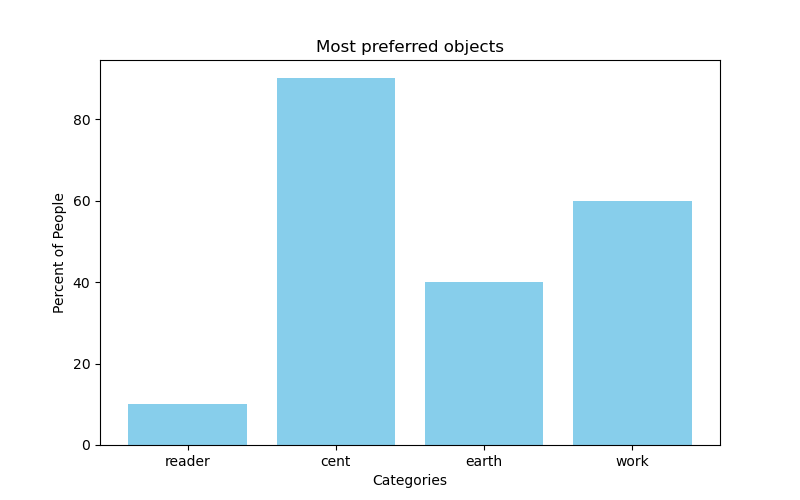 Most preferred objects
Percent of People
80
60
40
20
0
reader cent earth work
Categories